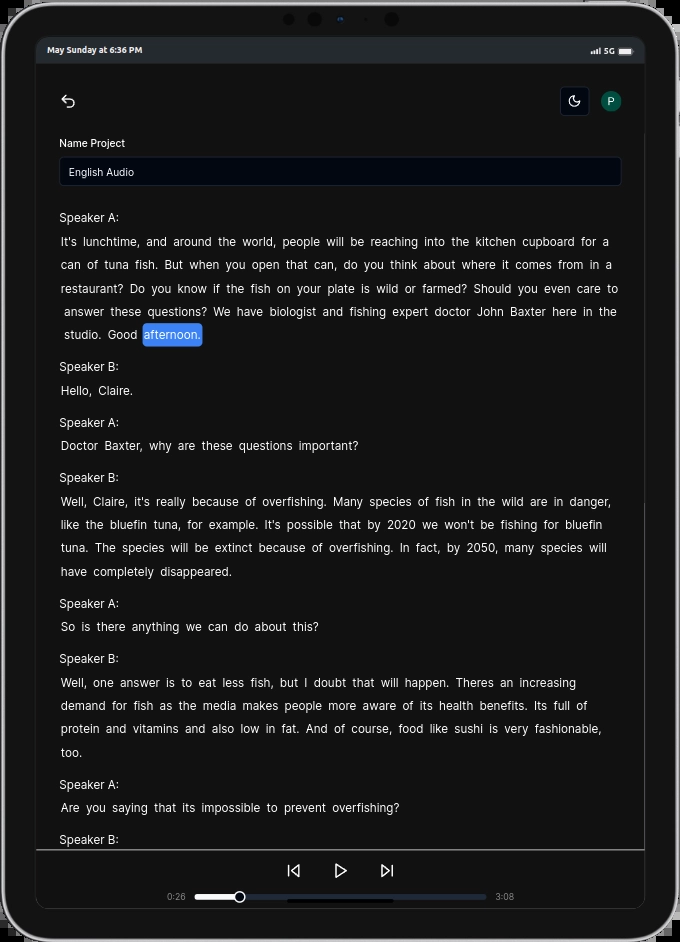 May Sunday at 6:36 PM
5G
P
Name Project
English Audio
Speaker A:
It's lunchtime, and around the world, people will be reaching into the kitchen cupboard for a
can of tuna fish. But when you open that can, do you think about where it comes from in a
restaurant? Do you know if the fish on your plate is wild or farmed? Should you even care to
answer these questions? We have biologist and fishing expert doctor John Baxter here in the
studio. Good afternoon.
Speaker B:
Hello, Claire.
Speaker A:
Doctor Baxter, why are these questions important?
Speaker B:
Well, Claire, it's really because of overfishing. Many species of fish in the wild are in danger,
like the bluefin tuna, for example. It's possible that by 2020 we won't be fishing for bluefin
tuna. The species will be extinct because of overfishing. In fact, by 2050, many species will
have completely disappeared.
Speaker A:
So is there anything we can do about this?
Speaker B:
Well, one answer is to eat less fish, but I doubt that will happen. Theres an increasing
demand for fish as the media makes people more aware of its health benefits. Its full of
protein and vitamins and also low in fat. And of course, food like sushi is very fashionable,
too.
Speaker A:
Are you saying that its impossible to prevent overfishing?
Speaker B:
0:26
3:08